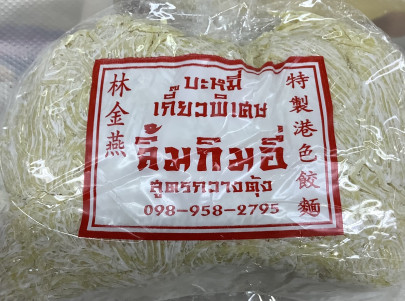 林金燕
บะหมี่
เกี๊ยวพิเศษ
ลิ้มกิมอี่
สูตรกวางตุ้ง
098-958-2795
特製港色餃麵